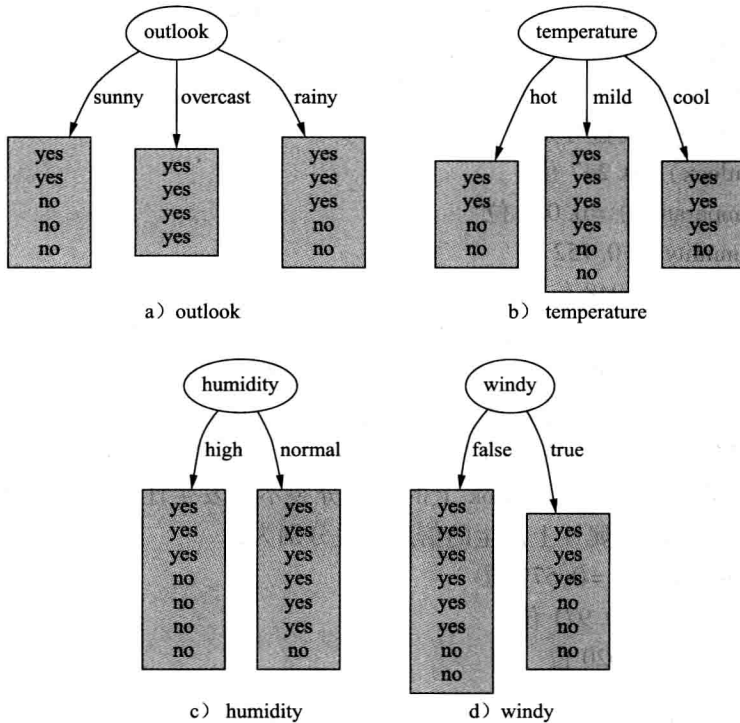 outlook
sunny overcast rainy
yes
yes
no
no
no
yes
yes
yes
yes
yes
yes
yes
no
no
a） outlook
temperature
hot mild cool
yes
yes
no
no
yes
yes
yes
yes
no
no
yes
yes
yes
no
b） temperature
humidity
high normal
yes
yes
yes
no
no
no
no
yes
yes
yes
yes
yes
yes
no
c） humidity
windy
false true
yes
yes
yes
yes
yes
yes
no
no
yes
yes
yes
no
no
no
d） windy